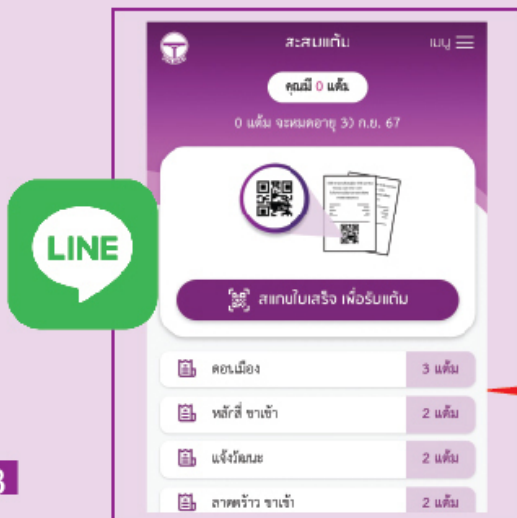 สะสมแต้ม
เมนู
คุณมี 0 แต้ม
0 แต้ม จะหมดอายุ 30 ก.ย. 67
LINE
สแกนใบเสร็จ เพื่อรับแต้ม
ดอนเมือง
3 แต้ม
หลักสี่ ขาเข้า
2 แต้ม
แจ้งวัฒนะ
2 แต้ม
ลาดพร้าว ขาเข้า
2 แต้ม
3